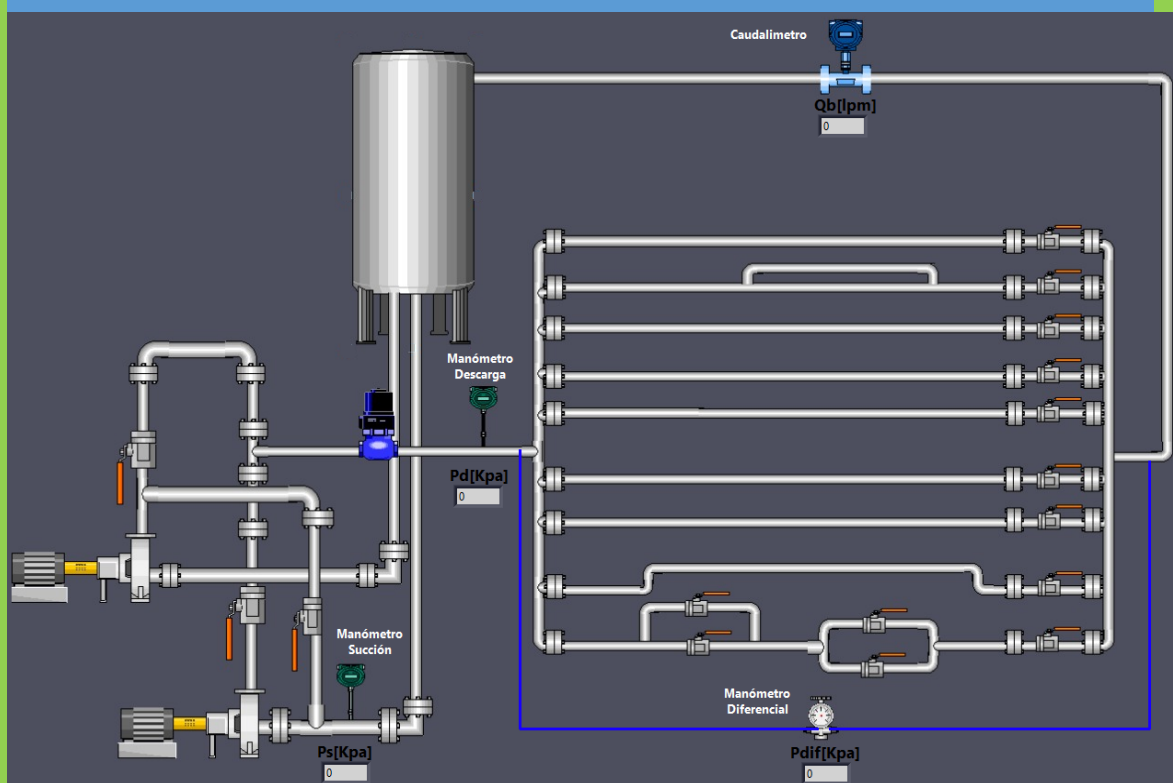 Caudalimetro
Qb[lpm]
0
Manómetro
Descarga
Pd[Kpa]
0
Manómetro
Succión
Ps[Kpa]
0
Manómetro
Diferencial
Pdif[Kpa]
0